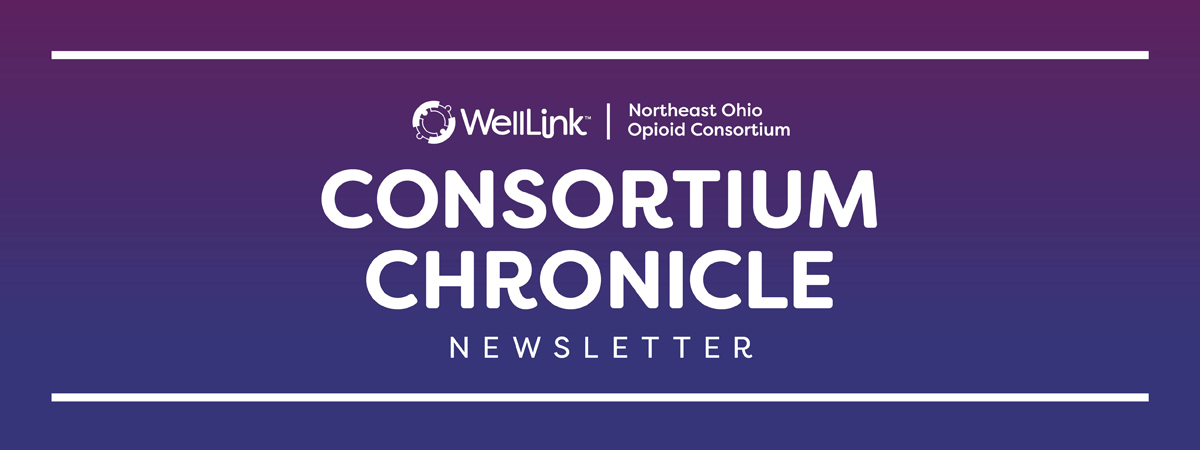 WellLink™ | Northeast Ohio
Opioid Consortium
CONSORTIUM
CHRONICLE
NEWSLETTER